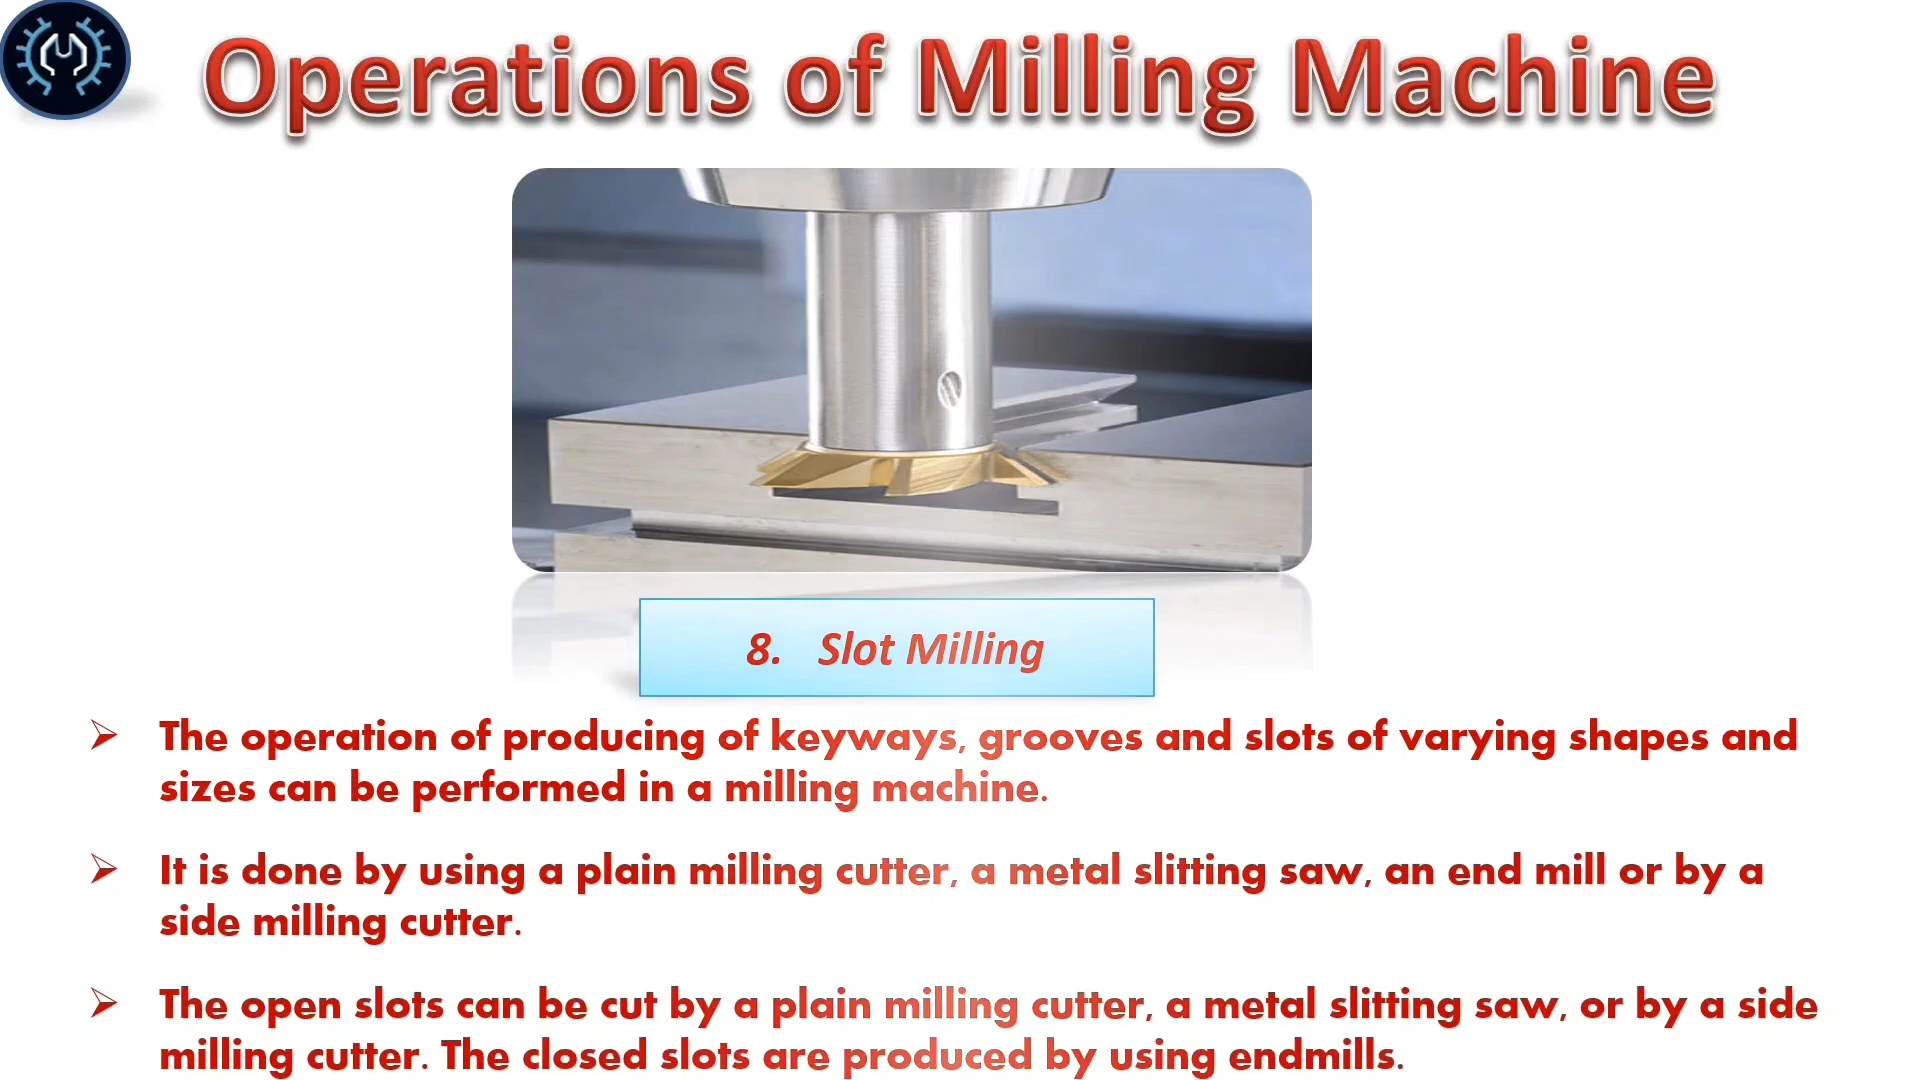 Operations of Milling Machine
8. Slot Milling
The operation of producing of keyways, grooves and slots of varying shapes and
sizes can be performed in a milling machine.
It is done by using a plain milling cutter, a metal slitting saw, an end mill or by a
side milling cutter.
The open slots can be cut by a plain milling cutter, a metal slitting saw, or by a side
milling cutter. The closed slots are produced by using endmills.